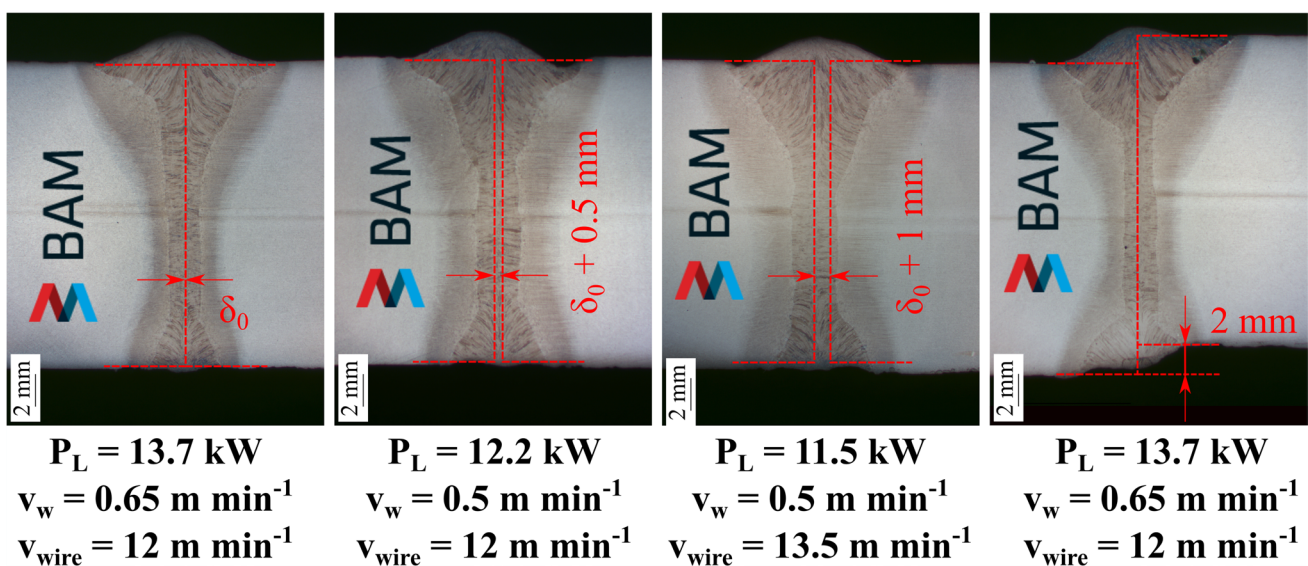 BAM
δ₀
2 mm
P_L = 13.7 kW
v_w = 0.65 m min⁻¹
v_wire = 12 m min⁻¹
BAM
δ₀ + 0.5 mm
2 mm
P_L = 12.2 kW
v_w = 0.5 m min⁻¹
v_wire = 12 m min⁻¹
BAM
δ₀ + 1 mm
2 mm
P_L = 11.5 kW
v_w = 0.5 m min⁻¹
v_wire = 13.5 m min⁻¹
BAM
2 mm
2 mm
P_L = 13.7 kW
v_w = 0.65 m min⁻¹
v_wire = 12 m min⁻¹